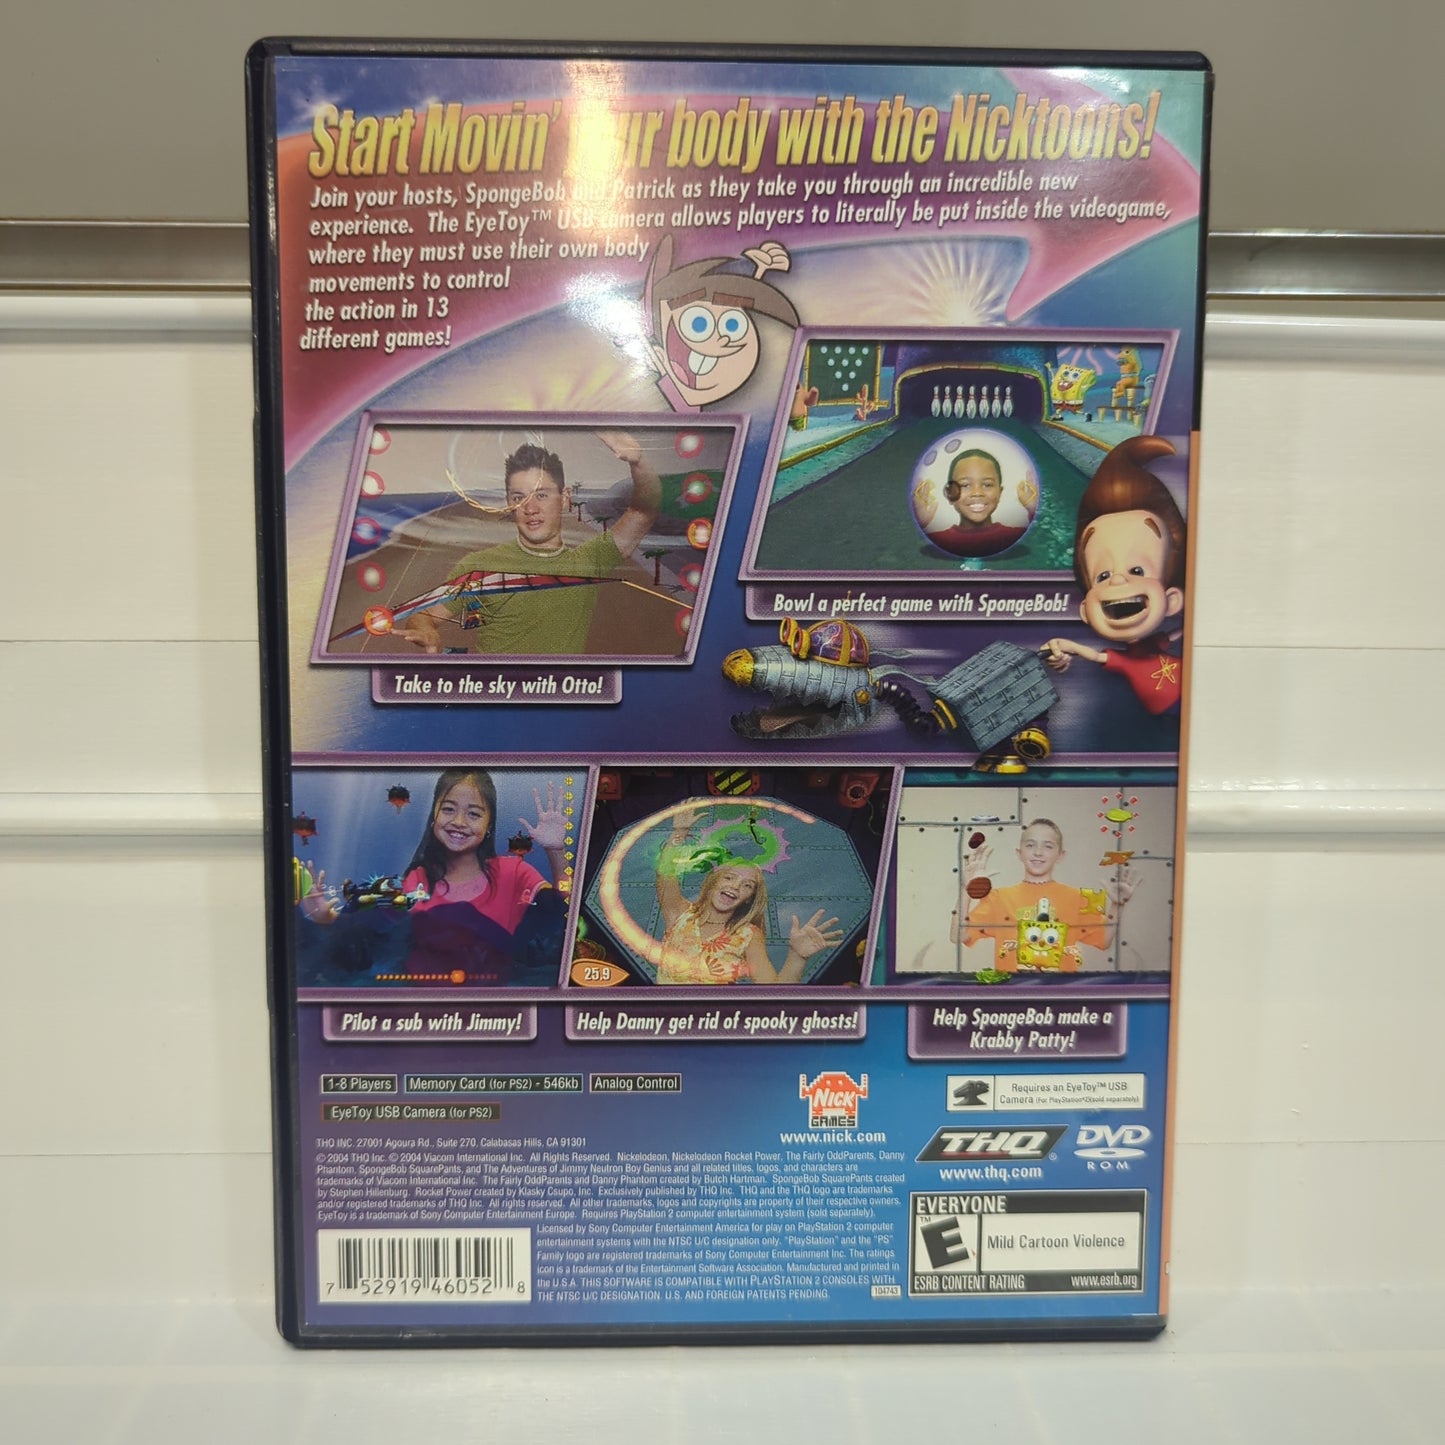 Start Movin' your body with the Nicktoons!
Join your hosts, SpongeBob and Patrick as they take you through an incredible new
experience. The EyeToy™ USB camera allows players to literally be put inside the videogame,
where they must use their own body
movements to control
the action in 13
different games!
Bowl a perfect game with SpongeBob!
Take to the sky with Otto!
25.9
Pilot a sub with Jimmy!
Help Danny get rid of spooky ghosts!
Help SpongeBob make a
Krabby Patty!
1-8 Players
Memory Card (for PS2) - 546kb
Analog Control
EyeToy USB Camera (for PS2)
NICK
GAMES
www.nick.com
Requires an EyeToy™ USB
Camera (For PlayStation®2)(sold separately)
THQ®
www.thq.com
DVD
ROM
THQ INC. 27001 Agoura Rd., Suite 270, Calabasas Hills, CA 91301
© 2004 THQ Inc. © 2004 Viacom International Inc. All Rights Reserved. Nickelodeon, Nickelodeon Rocket Power, The Fairly OddParents, Danny
Phantom, SpongeBob SquarePants, and The Adventures of Jimmy Neutron Boy Genius and all related titles, logos, and characters are
trademarks of Viacom International Inc. The Fairly OddParents and Danny Phantom created by Butch Hartman. SpongeBob SquarePants created
by Stephen Hillenburg. Rocket Power created by Klasky Csupo, Inc. Exclusively published by THQ Inc. THQ and the THQ logo are trademarks
and/or registered trademarks of THQ Inc. All rights reserved. All other trademarks, logos and copyrights are property of their respective owners.
EyeToy is a trademark of Sony Computer Entertainment Europe. Requires PlayStation 2 computer entertainment system (sold separately).
Licensed by Sony Computer Entertainment America for play on PlayStation 2 computer
entertainment systems with the NTSC U/C designation only. "PlayStation" and the "PS"
Family logo are registered trademarks of Sony Computer Entertainment Inc. The ratings
icon is a trademark of the Entertainment Software Association. Manufactured and printed in
the U.S.A. THIS SOFTWARE IS COMPATIBLE WITH PLAYSTATION 2 CONSOLES WITH
THE NTSC U/C DESIGNATION. U.S. AND FOREIGN PATENTS PENDING.
104743
7 52919 46052 8
EVERYONE
E™
Mild Cartoon Violence
ESRB CONTENT RATING
www.esrb.org